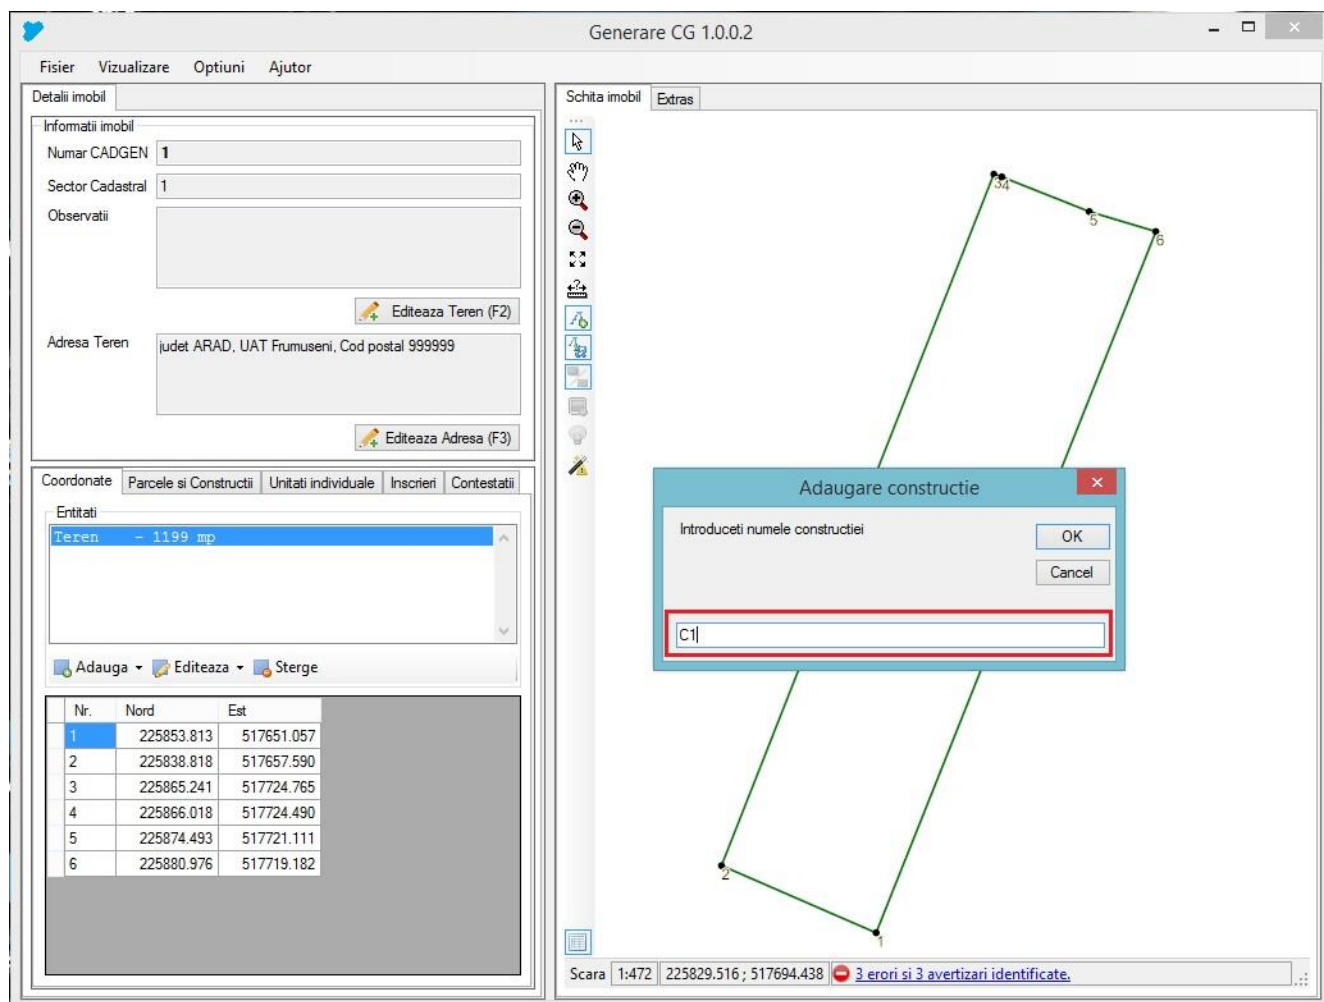 Generare CG 1.0.0.2
Fisier Vizualizare Optiuni Ajutor
Detalii imobil
Informatii imobil
Numar CADGEN 1
Sector Cadastral 1
Observatii
Editeaza Teren (F2)
Adresa Teren judet ARAD, UAT Frumuseni, Cod postal 999999
Editeaza Adresa (F3)
Coordonate Parcele si Constructii Unitati individuale Inscrieri Contestatii
Entitati
Teren - 1199 mp
Adauga Editeaza Sterge
Nr. Nord Est
1 225853.813 517651.057
2 225838.818 517657.590
3 225865.241 517724.765
4 225866.018 517724.490
5 225874.493 517721.111
6 225880.976 517719.182
Schita imobil Extras
34
5
6
Adaugare constructie
Introduceti numele constructiei
OK
Cancel
C1
2
1
Scara 1:472 225829.516 ; 517694.438 3 erori si 3 avertizari identificate.